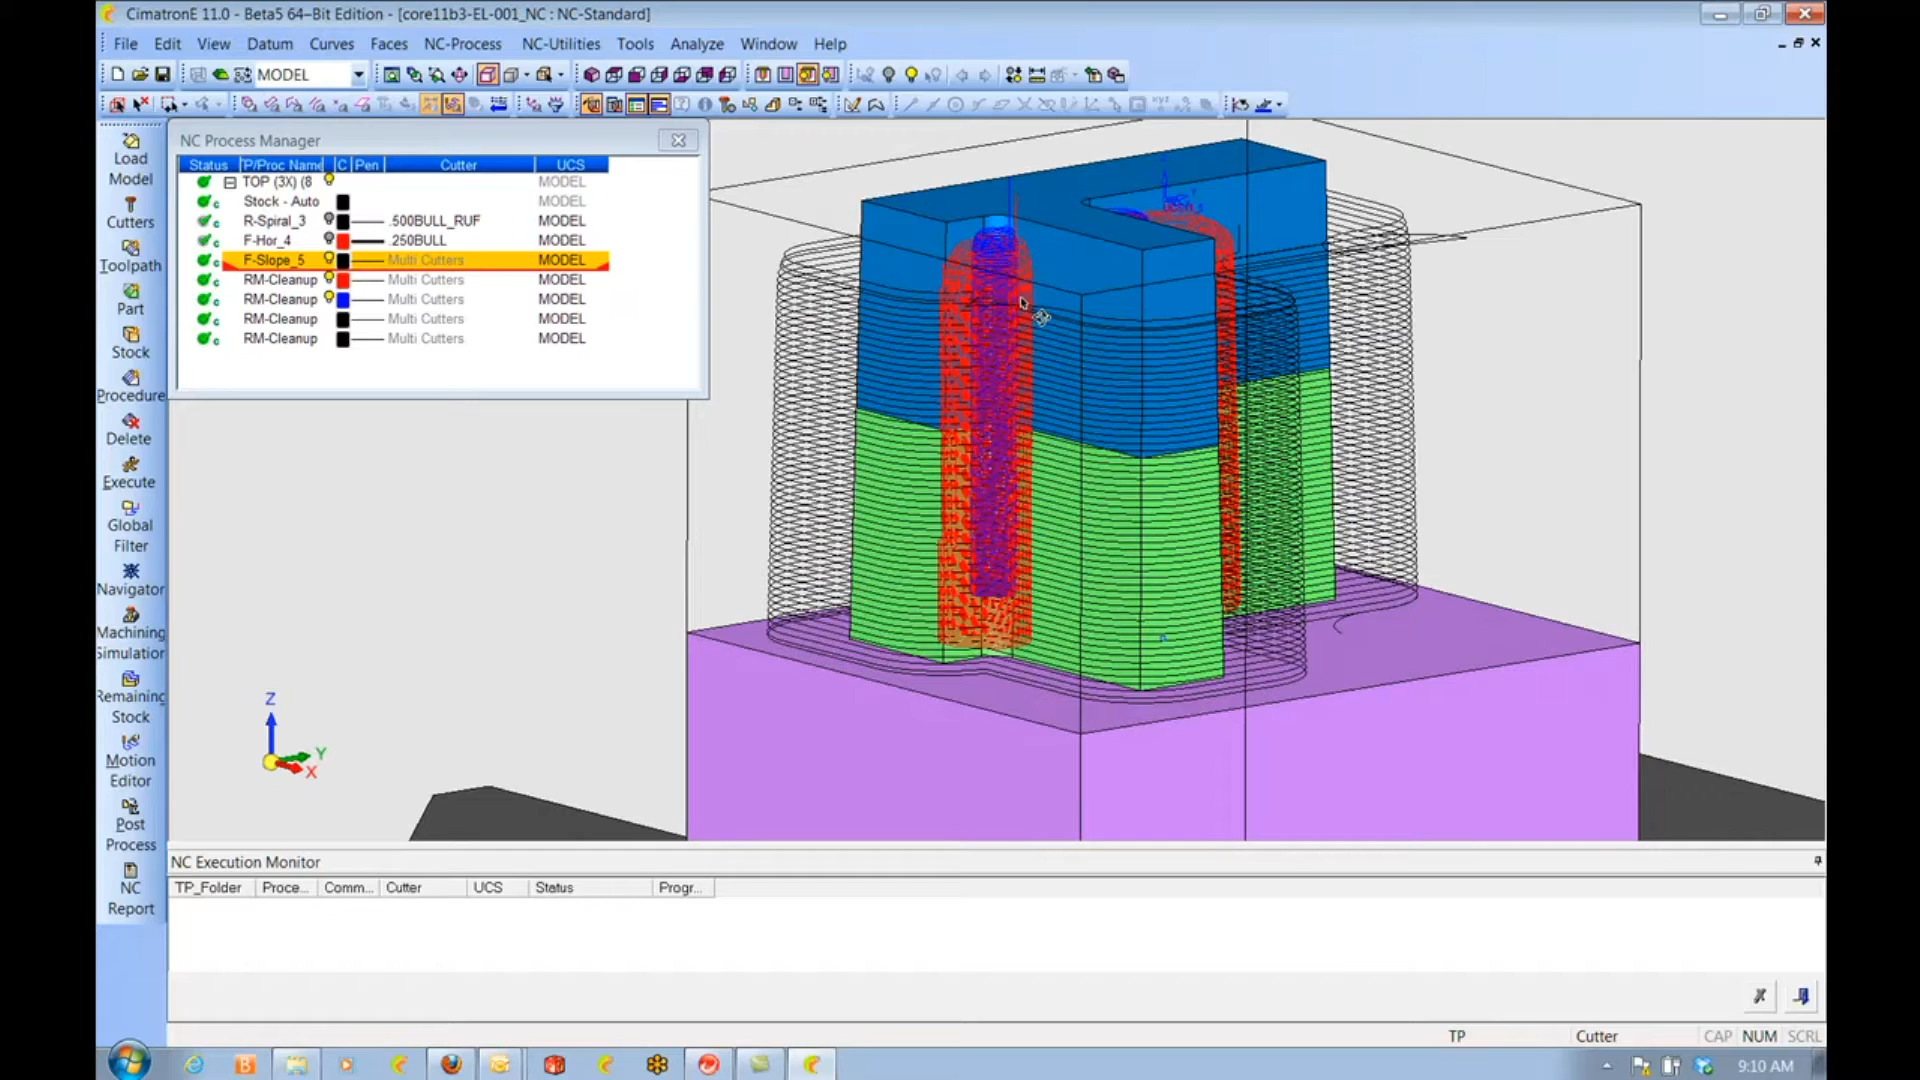 CimatronE 11.0 - Beta5 64–Bit Edition - [core11b3-EL-001_NC : NC-Standard]
File Edit View Datum Curves Faces NC-Process NC-Utilities Tools Analyze Window Help
MODEL
NC Process Manager
Status TP/Proc Name C Pen Cutter UCS
TOP (3X) (8 MODEL
Stock - Auto MODEL
R-Spiral_3 .500BULL_RUF MODEL
F-Hor_4 .250BULL MODEL
F-Slope_5 Multi Cutters MODEL
RM-Cleanup Multi Cutters MODEL
RM-Cleanup Multi Cutters MODEL
RM-Cleanup Multi Cutters MODEL
RM-Cleanup Multi Cutters MODEL
Load
Model
Cutters
Toolpath
Part
Stock
Procedure
Delete
Execute
Global
Filter
Navigator
Machining
Simulation
Remaining
Stock
Motion
Editor
Post
Process
NC
Report
Z
Y
X
NC Execution Monitor
TP_Folder Proce... Comm... Cutter UCS Status Progr...
TP Cutter CAP NUM SCRL
9:10 AM